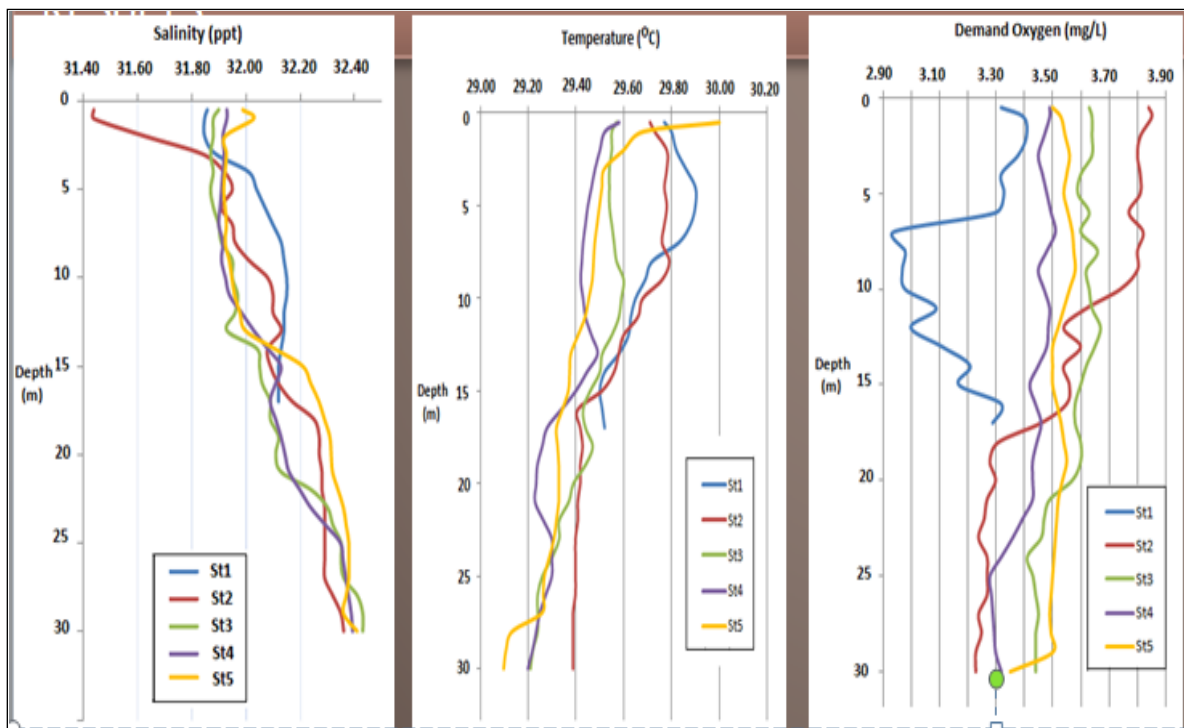 Salinity (ppt)
31.40 31.60 31.80 32.00 32.20 32.40
0
5
10
15
20
25
30
Depth
(m)
St1
St2
St3
St4
St5
Temperature (⁰C)
29.00 29.20 29.40 29.60 29.80 30.00 30.20
0
5
10
15
20
25
30
Depth
(m)
St1
St2
St3
St4
St5
Demand Oxygen (mg/L)
2.90 3.10 3.30 3.50 3.70 3.90
0
5
10
15
20
25
30
Depth
(m)
St1
St2
St3
St4
St5